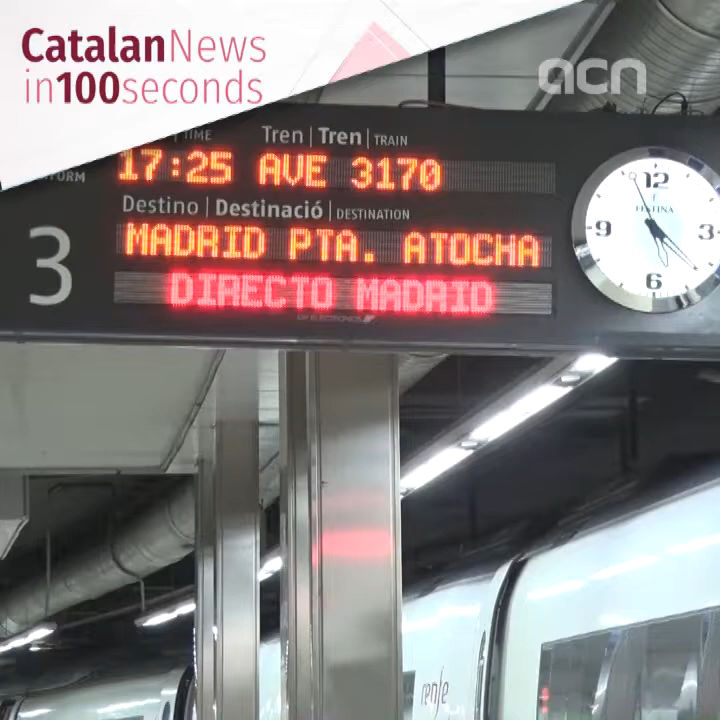 CatalanNews
in100seconds
acn
TIME Tren | Tren | TRAIN
17:25 AVE 3170
Destino | Destinació | DESTINATION
3
MADRID PTA. ATOCHA
DIRECTO MADRID
12
FESTINA
9 3
6
renfe